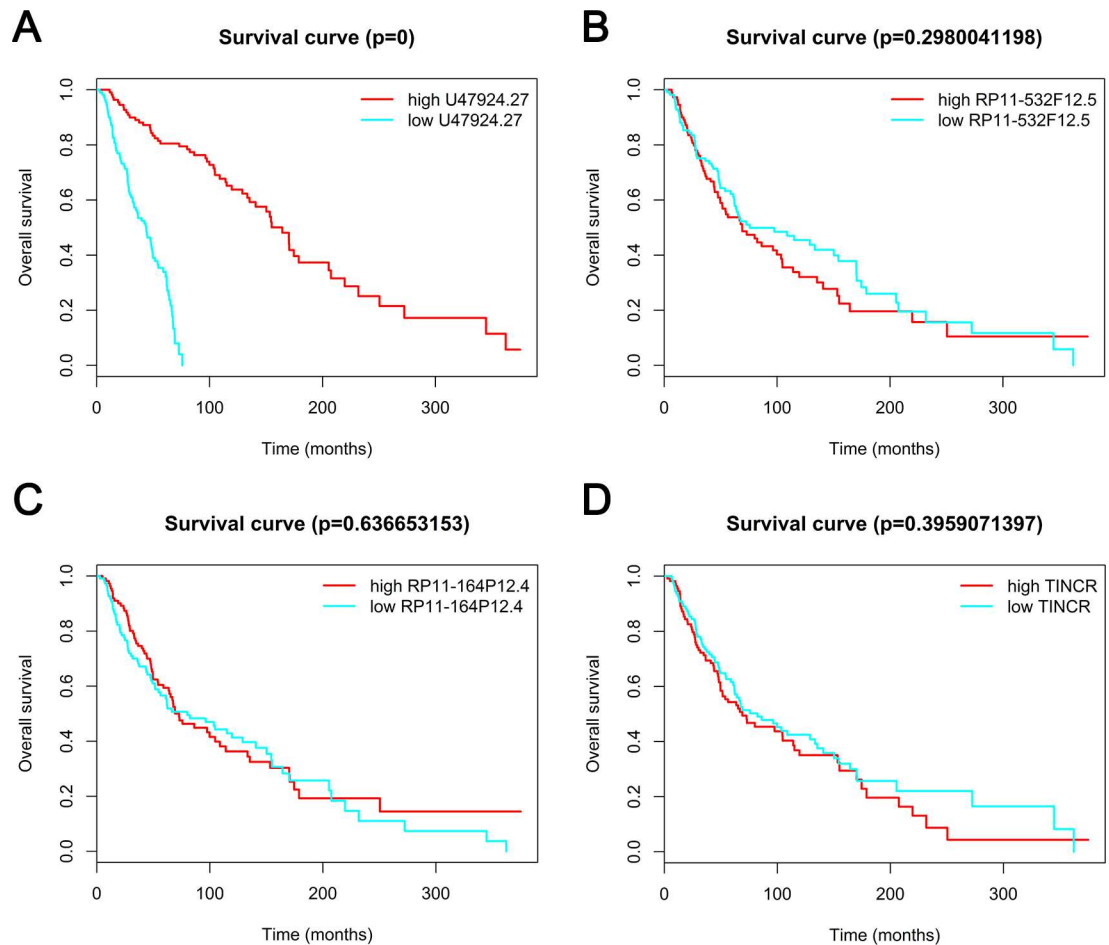 A
Survival curve (p=0)
high U47924.27
low U47924.27
Overall survival
0.0 0.2 0.4 0.6 0.8 1.0
0 100 200 300
Time (months)
B
Survival curve (p=0.2980041198)
high RP11-532F12.5
low RP11-532F12.5
Overall survival
0.0 0.2 0.4 0.6 0.8 1.0
0 100 200 300
Time (months)
C
Survival curve (p=0.636653153)
high RP11-164P12.4
low RP11-164P12.4
Overall survival
0.0 0.2 0.4 0.6 0.8 1.0
0 100 200 300
Time (months)
D
Survival curve (p=0.3959071397)
high TINCR
low TINCR
Overall survival
0.0 0.2 0.4 0.6 0.8 1.0
0 100 200 300
Time (months)